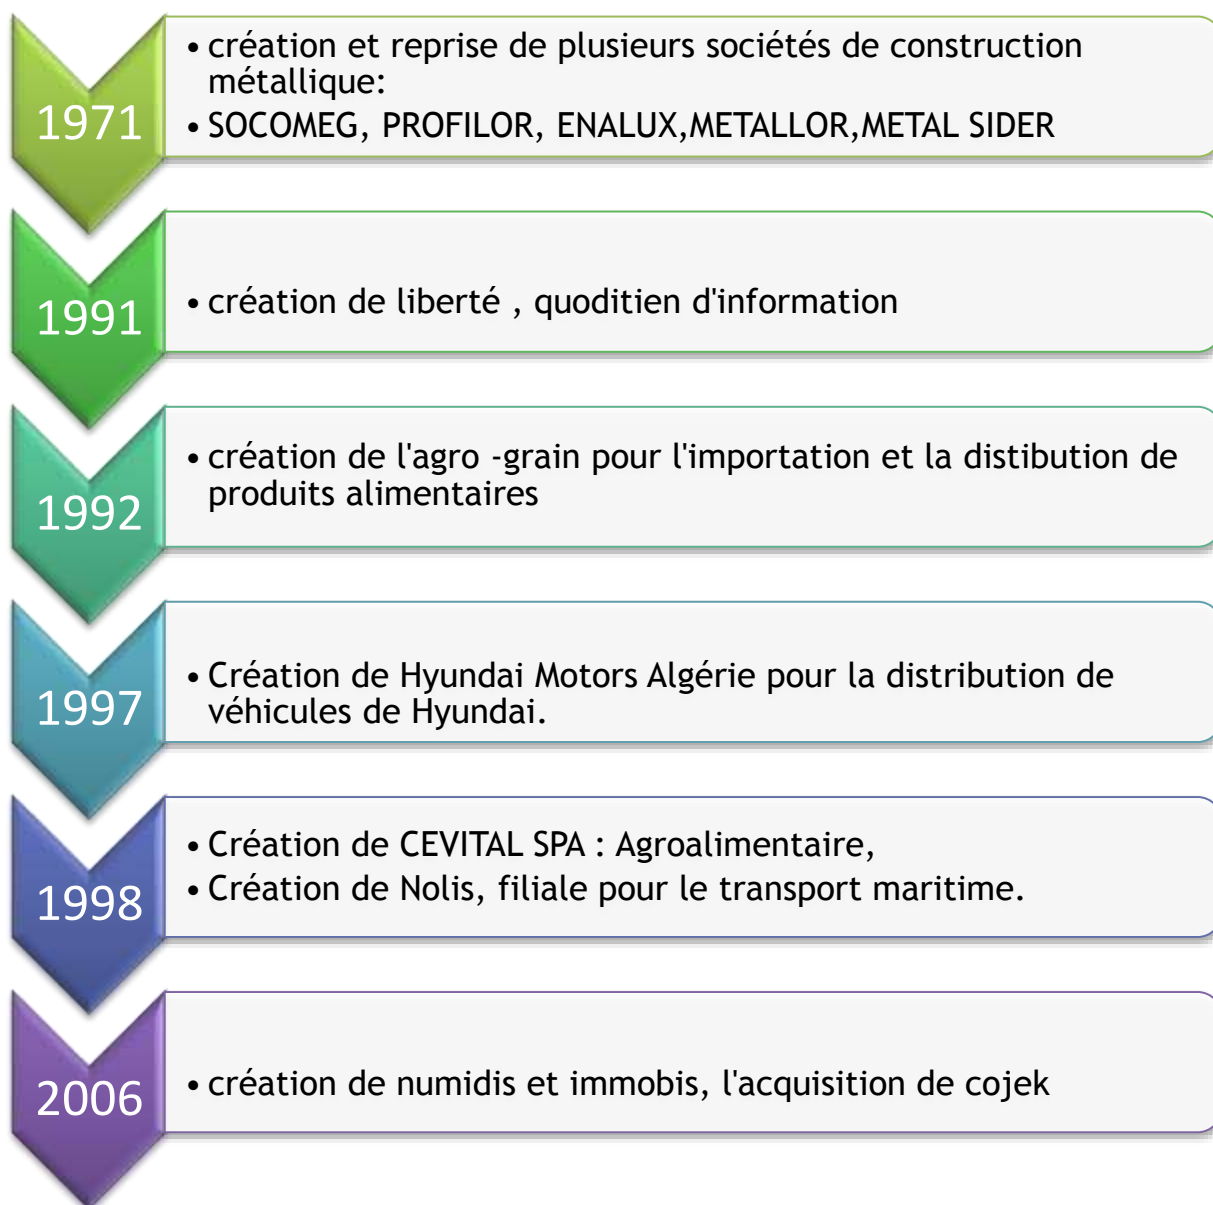 1971
• création et reprise de plusieurs sociétés de construction
métallique:
• SOCOMEG, PROFILOR, ENALUX,METALLOR,METAL SIDER
1991
• création de liberté , quoditien d'information
1992
• création de l'agro -grain pour l'importation et la distibution de
produits alimentaires
1997
• Création de Hyundai Motors Algérie pour la distribution de
véhicules de Hyundai.
1998
• Création de CEVITAL SPA : Agroalimentaire,
• Création de Nolis, filiale pour le transport maritime.
2006
• création de numidis et immobis, l'acquisition de cojek